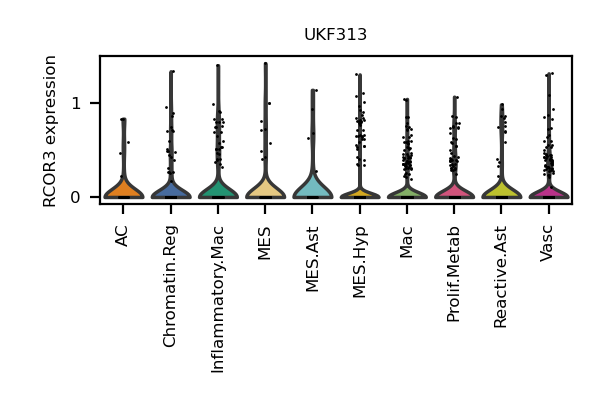 UKF313
RCOR3 expression
1
0
AC
Chromatin.Reg
Inflammatory.Mac
MES
MES.Ast
MES.Hyp
Mac
Prolif.Metab
Reactive.Ast
Vasc